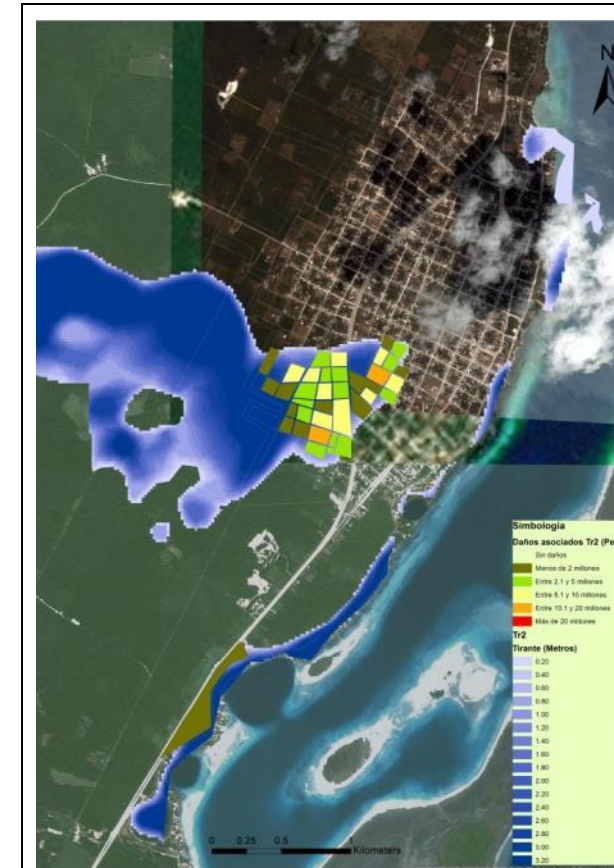 N
Simbología
Daños asociados Tr2 (Pe
Sin daños
Menos de 2 millones
Entre 2.1 y 5 millones
Entre 5.1 y 10 millones
Entre 10.1 y 20 millones
Más de 20 millones
Tr2
Tirante (Metros)
0.20
0.40
0.60
0.80
1.00
1.20
1.40
1.60
1.80
2.00
2.20
2.40
2.60
2.80
3.00
3.20
0 0.25 0.5 1
Kilometers